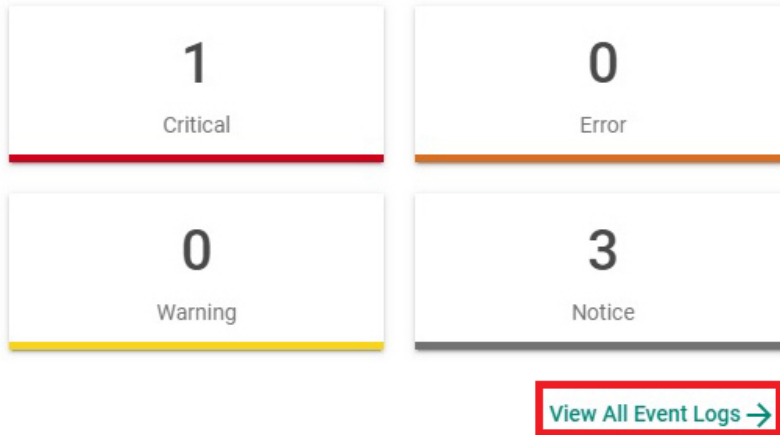 1
Critical
0
Error
0
Warning
3
Notice
View All Event Logs